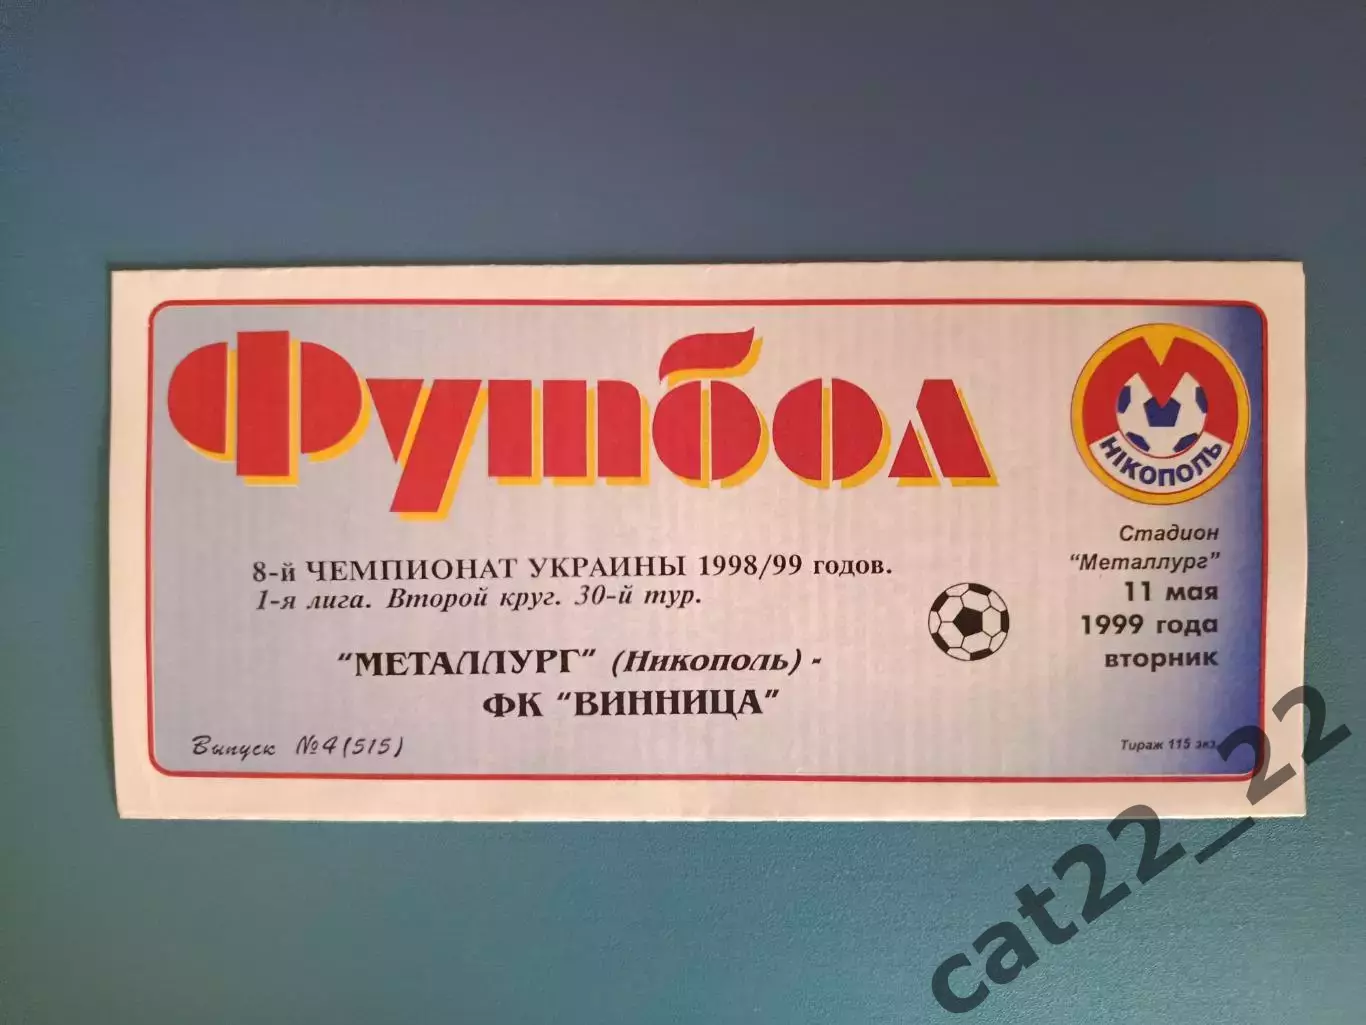 Футбол
М
НІКОПОЛЬ
Стадион
"Металлург"
11 мая
1999 года
вторник
8-й ЧЕМПИОНАТ УКРАИНЫ 1998/99 годов.
1-я лига. Второй круг. 30-й тур.
"МЕТАЛЛУРГ" (Никополь) -
ФК "ВИННИЦА"
Выпуск №4(515)
Тираж 115 экз.
cat22_22